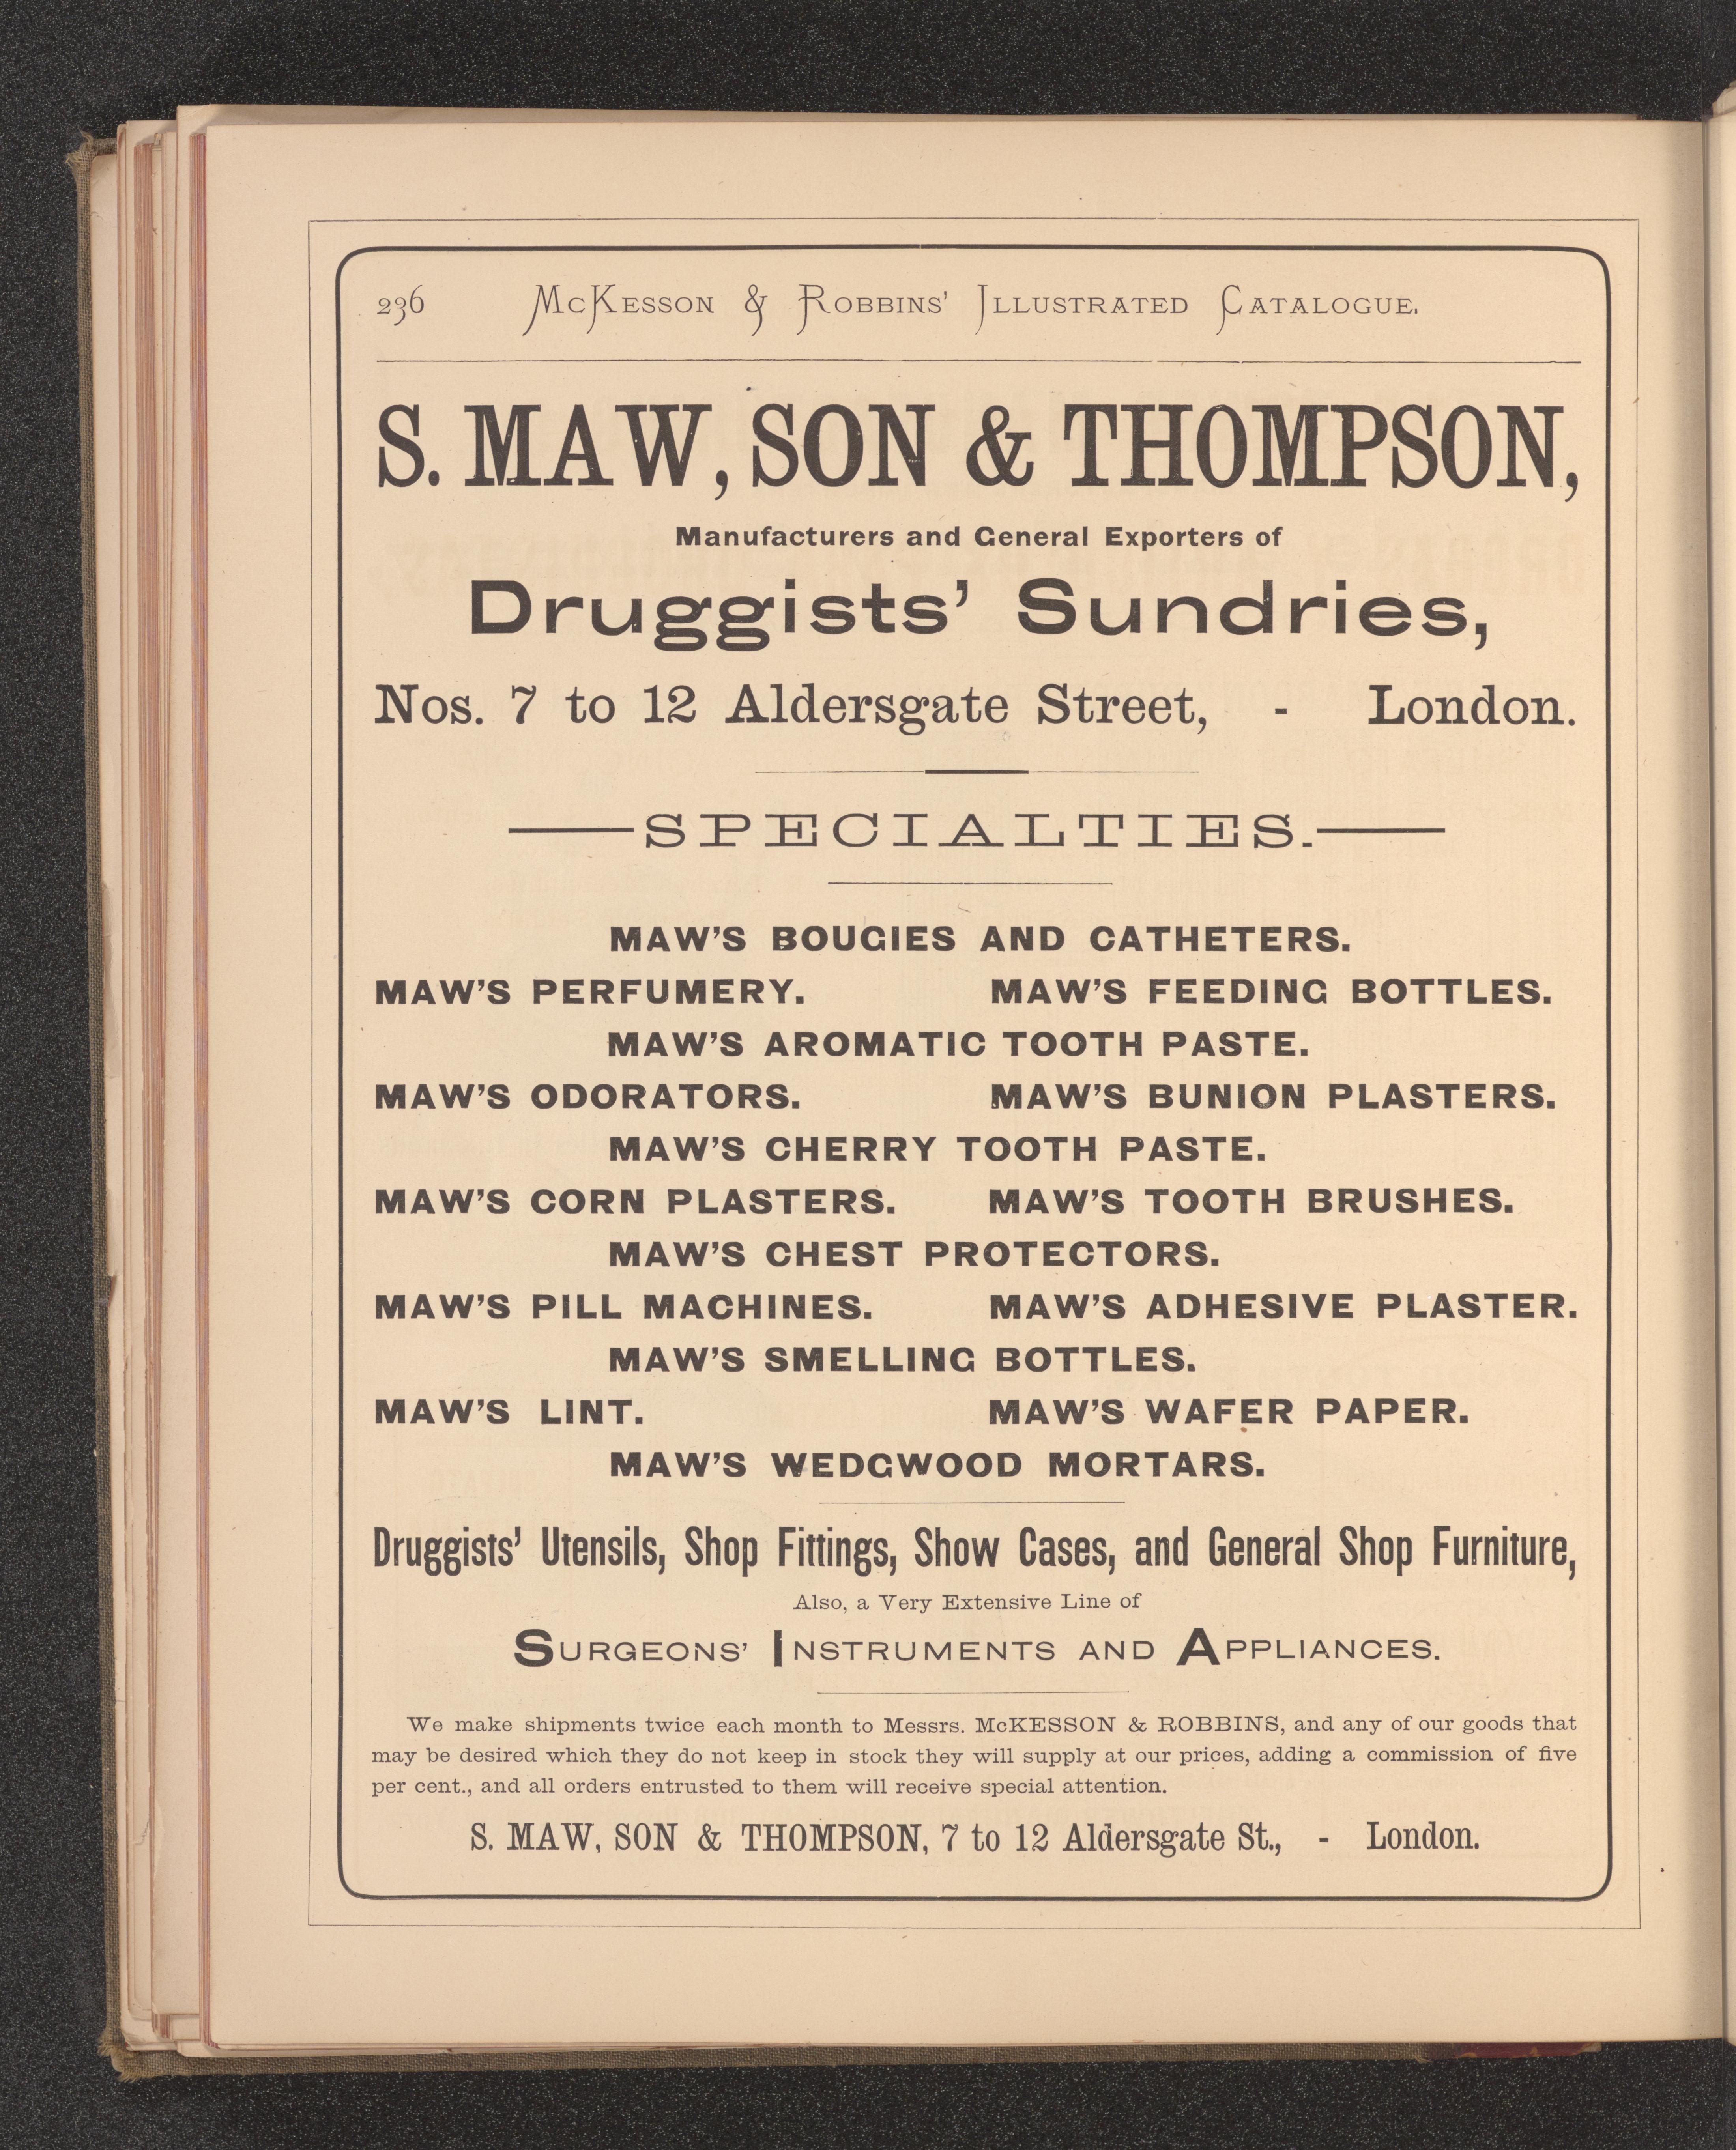 236 McKesson & Robbins' Illustrated Catalogue.
S. MAW, SON & THOMPSON,
Manufacturers and General Exporters of
Druggists' Sundries,
Nos. 7 to 12 Aldersgate Street, - London.
SPECIALTIES.
MAW'S BOUGIES AND CATHETERS.
MAW'S PERFUMERY. MAW'S FEEDING BOTTLES.
MAW'S AROMATIC TOOTH PASTE.
MAW'S ODORATORS. MAW'S BUNION PLASTERS.
MAW'S CHERRY TOOTH PASTE.
MAW'S CORN PLASTERS. MAW'S TOOTH BRUSHES.
MAW'S CHEST PROTECTORS.
MAW'S PILL MACHINES. MAW'S ADHESIVE PLASTER.
MAW'S SMELLING BOTTLES.
MAW'S LINT. MAW'S WAFER PAPER.
MAW'S WEDGWOOD MORTARS.
Druggists' Utensils, Shop Fittings, Show Cases, and General Shop Furniture,
Also, a Very Extensive Line of
SURGEONS' INSTRUMENTS AND APPLIANCES.
We make shipments twice each month to Messrs. McKESSON & ROBBINS, and any of our goods that
may be desired which they do not keep in stock they will supply at our prices, adding a commission of five
per cent., and all orders entrusted to them will receive special attention.
S. MAW, SON & THOMPSON, 7 to 12 Aldersgate St., - London.